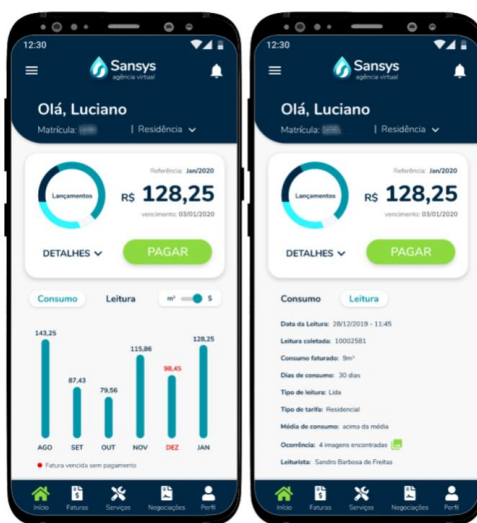 12:30
Sansys
agência virtual
Olá, Luciano
Matrícula: | Residência
Referência: Jan/2020
Lançamentos
R$ 128,25
vencimento: 03/01/2020
DETALHES PAGAR
Consumo Leitura m³ $
143,25
87,43
79,56
115,86
98,45
128,25
AGO SET OUT NOV DEZ JAN
Fatura vencida sem pagamento
Início Faturas Serviços Negociações Perfil
12:30
Sansys
agência virtual
Olá, Luciano
Matrícula: | Residência
Referência: Jan/2020
Lançamentos
R$ 128,25
vencimento: 03/01/2020
DETALHES PAGAR
Consumo Leitura
Data da Leitura: 28/12/2019 - 11:45
Leitura coletada: 10002581
Consumo faturado: 9m³
Dias de consumo: 30 dias
Tipo de leitura: Lida
Tipo de tarifa: Residencial
Média de consumo: acima da média
Ocorrência: 4 imagens encontradas
Leiturista: Sandro Barbosa de Freitas
Início Faturas Serviços Negociações Perfil